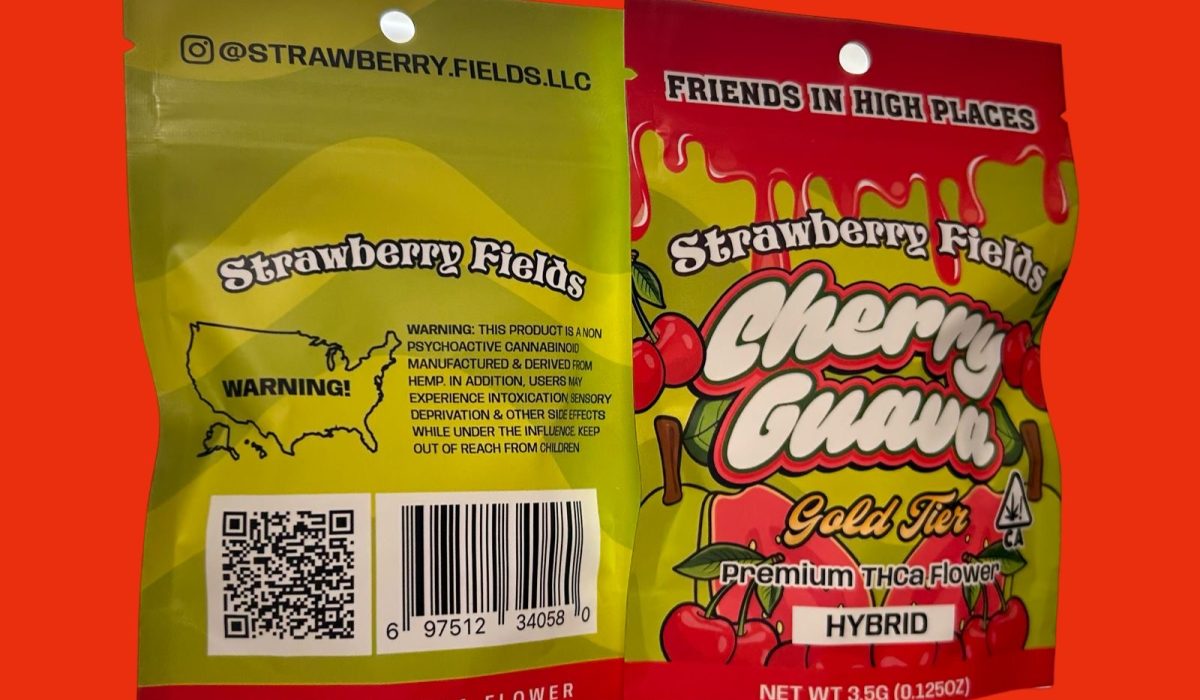 @STRAWBERRY.FIELDS.LLC
Strawberry Fields
WARNING!
WARNING: THIS PRODUCT IS A NON
PSYCHOACTIVE CANNABINOID
MANUFACTURED & DERIVED FROM
HEMP. IN ADDITION, USERS MAY
EXPERIENCE INTOXICATION, SENSORY
DEPRIVATION & OTHER SIDE EFFECTS
WHILE UNDER THE INFLUENCE KEEP
OUT OF REACH FROM CHILDREN
6 97512 34058 0
FLOWER
FRIENDS IN HIGH PLACES
Strawberry Fields
Cherry
Guava
Gold Tier
CA
Premium THCa Flower
HYBRID
NET WT 3.5G (0.125OZ)